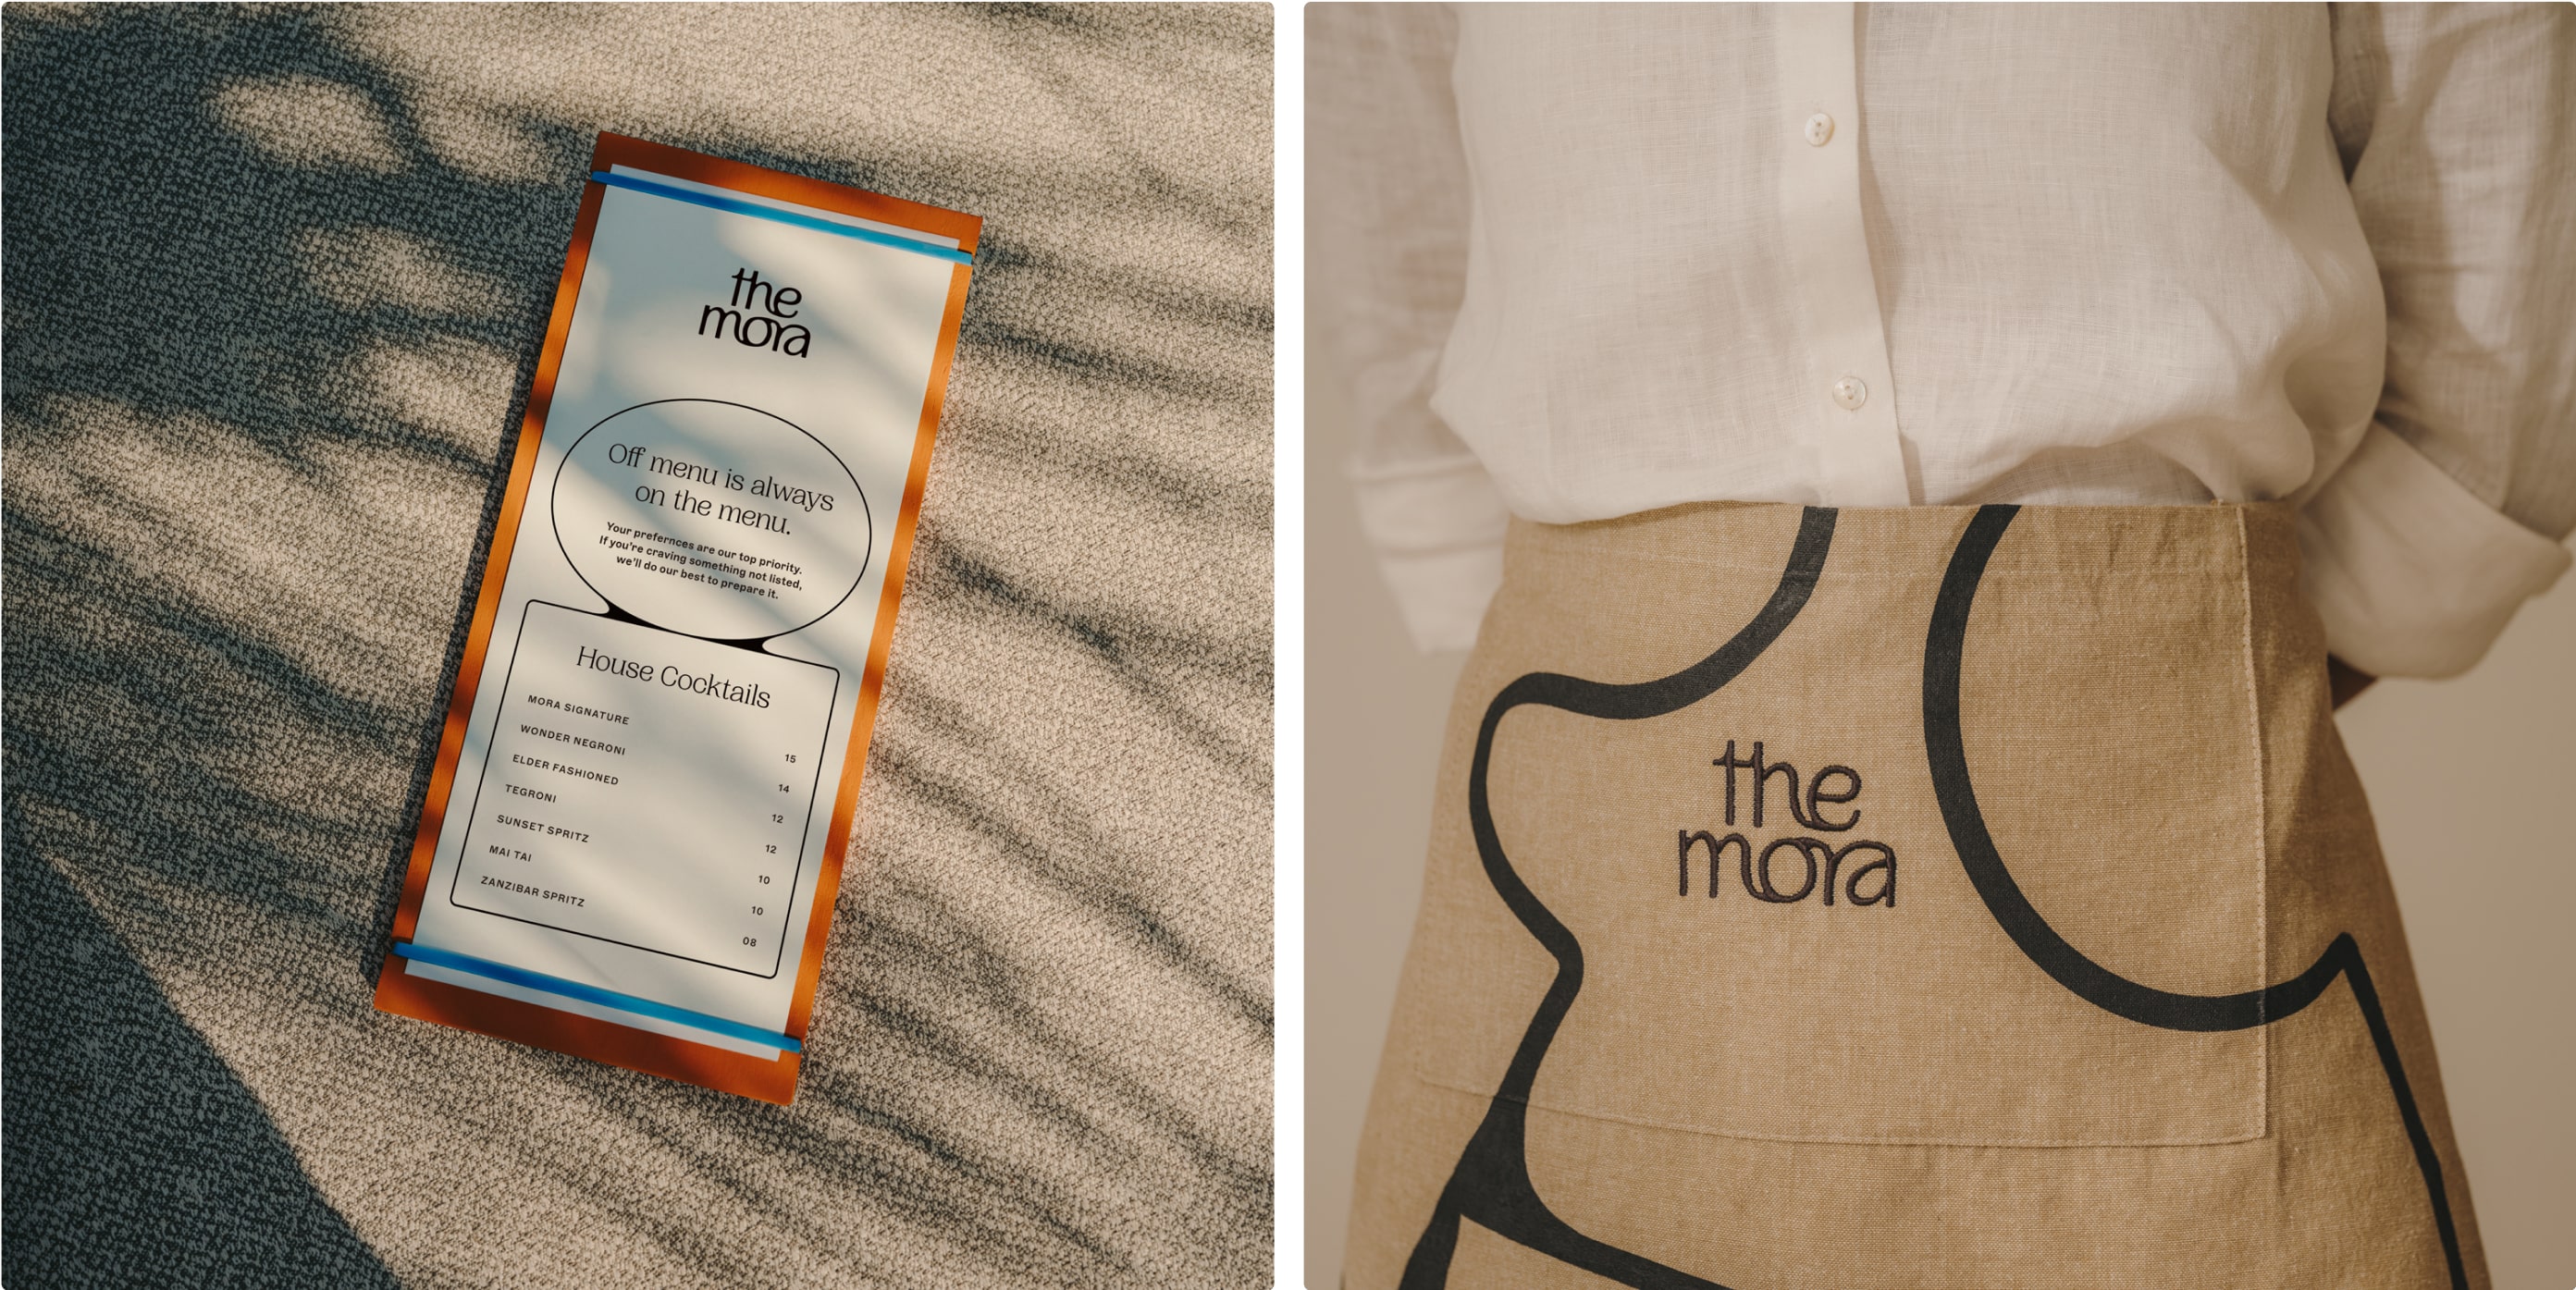 the
mora
Off menu is always
on the menu.
Your prefernces are our top priority.
If you're craving something not listed,
we'll do our best to prepare it.
House Cocktails
MORA SIGNATURE 15
WONDER NEGRONI 14
ELDER FASHIONED 12
TEGRONI 12
SUNSET SPRITZ 10
MAI TAI 10
ZANZIBAR SPRITZ 08
the
mora